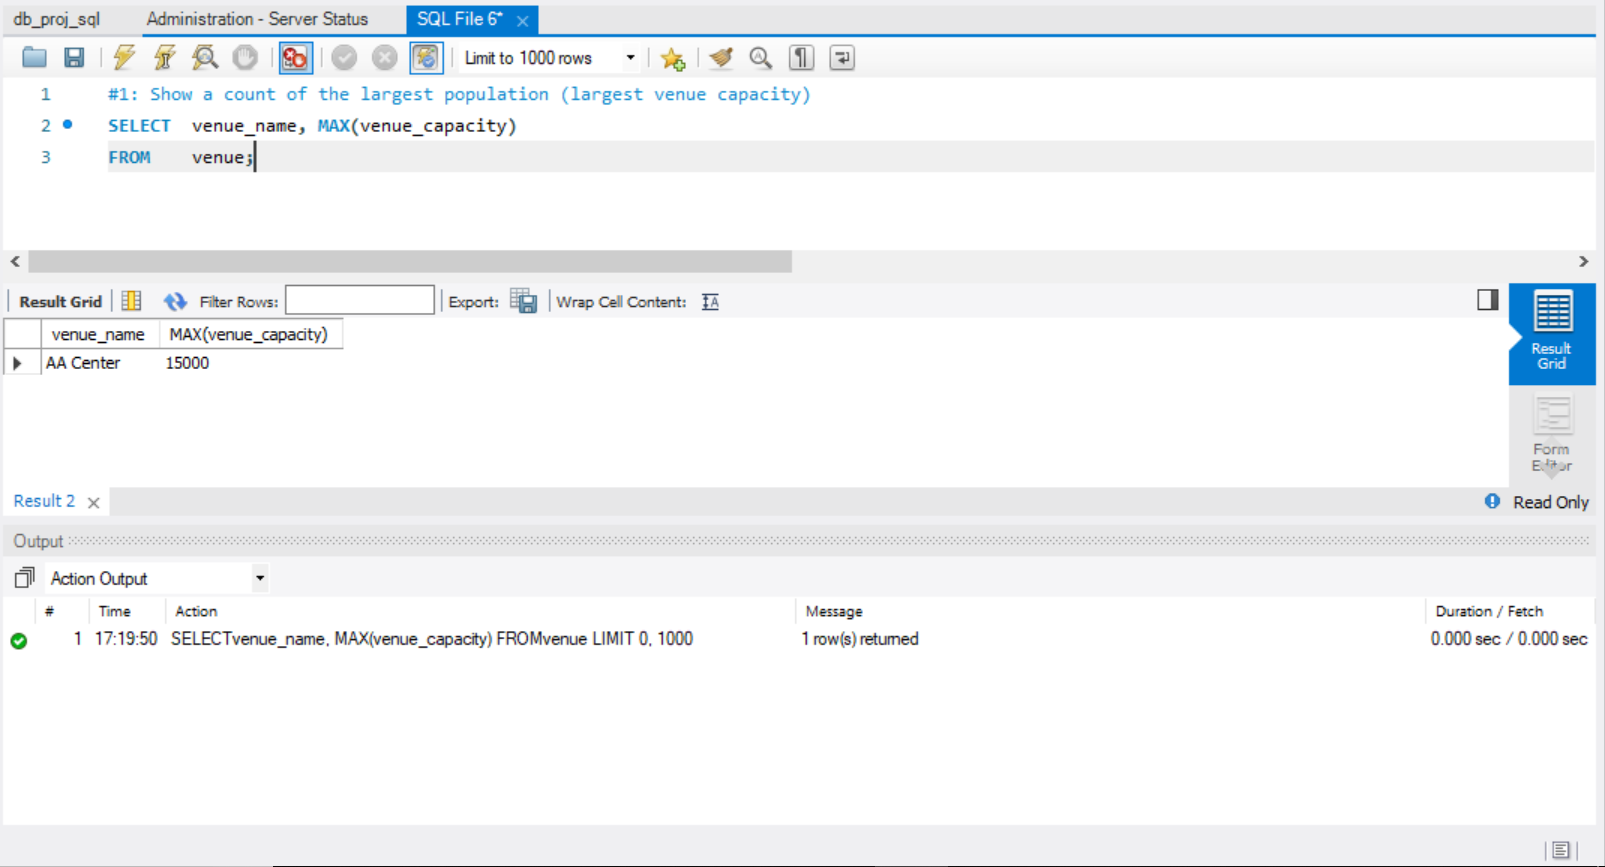 db_proj_sql Administration - Server Status SQL File 6*
Limit to 1000 rows
1 #1: Show a count of the largest population (largest venue capacity)
2 SELECT venue_name, MAX(venue_capacity)
3 FROM venue;
Result Grid Filter Rows: Export: Wrap Cell Content:
venue_name MAX(venue_capacity)
AA Center 15000
Result
Grid
Form
Editor
Result 2 Read Only
Output
Action Output
# Time Action Message Duration / Fetch
1 17:19:50 SELECTvenue_name, MAX(venue_capacity) FROMvenue LIMIT 0, 1000 1 row(s) returned 0.000 sec / 0.000 sec